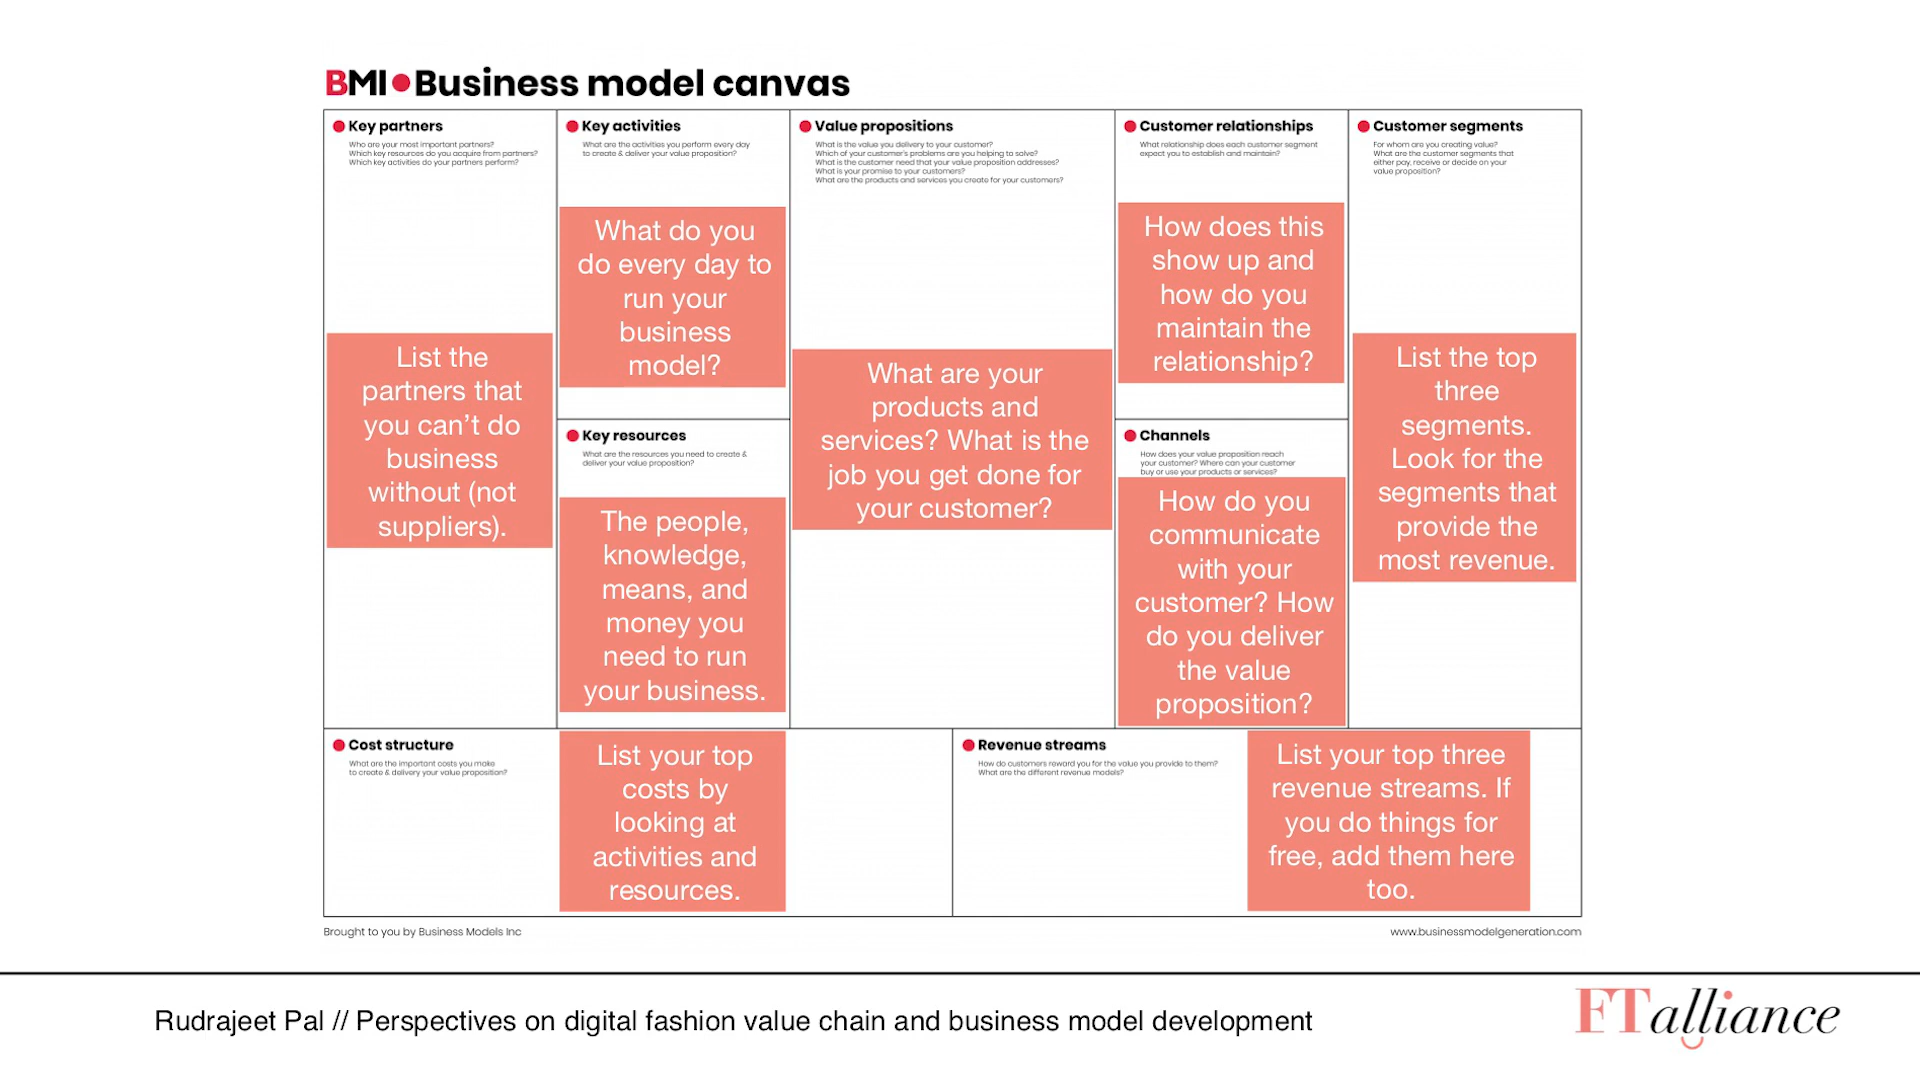 BMI Business model canvas
Key partners
Who are your most important partners?
Which key resources do you acquire from partners?
Which key activities do your partners perform?
List the
partners that
you can't do
business
without (not
suppliers).
Key activities
What are the activities you perform every day
to create & deliver your value proposition?
What do you
do every day to
run your
business
model?
Key resources
What are the resources you need to create &
deliver your value proposition?
The people,
knowledge,
means, and
money you
need to run
your business.
Value propositions
What is the value you delivery to your customer?
Which of your customer's problems are you helping to solve?
What is the customer need that your value proposition addresses?
What is your promise to your customers?
What are the products and services you create for your customers?
What are your
products and
services? What is the
job you get done for
your customer?
Customer relationships
What relationship does each customer segment
expect you to establish and maintain?
How does this
show up and
how do you
maintain the
relationship?
Channels
How does your value proposition reach
your customer? Where can your customer
buy or use your products or services?
How do you
communicate
with your
customer? How
do you deliver
the value
proposition?
Customer segments
For whom are you creating value?
What are the customer segments that
either pay, receive or decide on your
value proposition?
List the top
three
segments.
Look for the
segments that
provide the
most revenue.
Cost structure
What are the important costs you make
to create & delivery your value proposition?
List your top
costs by
looking at
activities and
resources.
Revenue streams
How do customers reward you for the value you provide to them?
What are the different revenue models?
List your top three
revenue streams. If
you do things for
free, add them here
too.
Brought to you by Business Models Inc
www.businessmodelgeneration.com
Rudrajeet Pal // Perspectives on digital fashion value chain and business model development
FTalliance